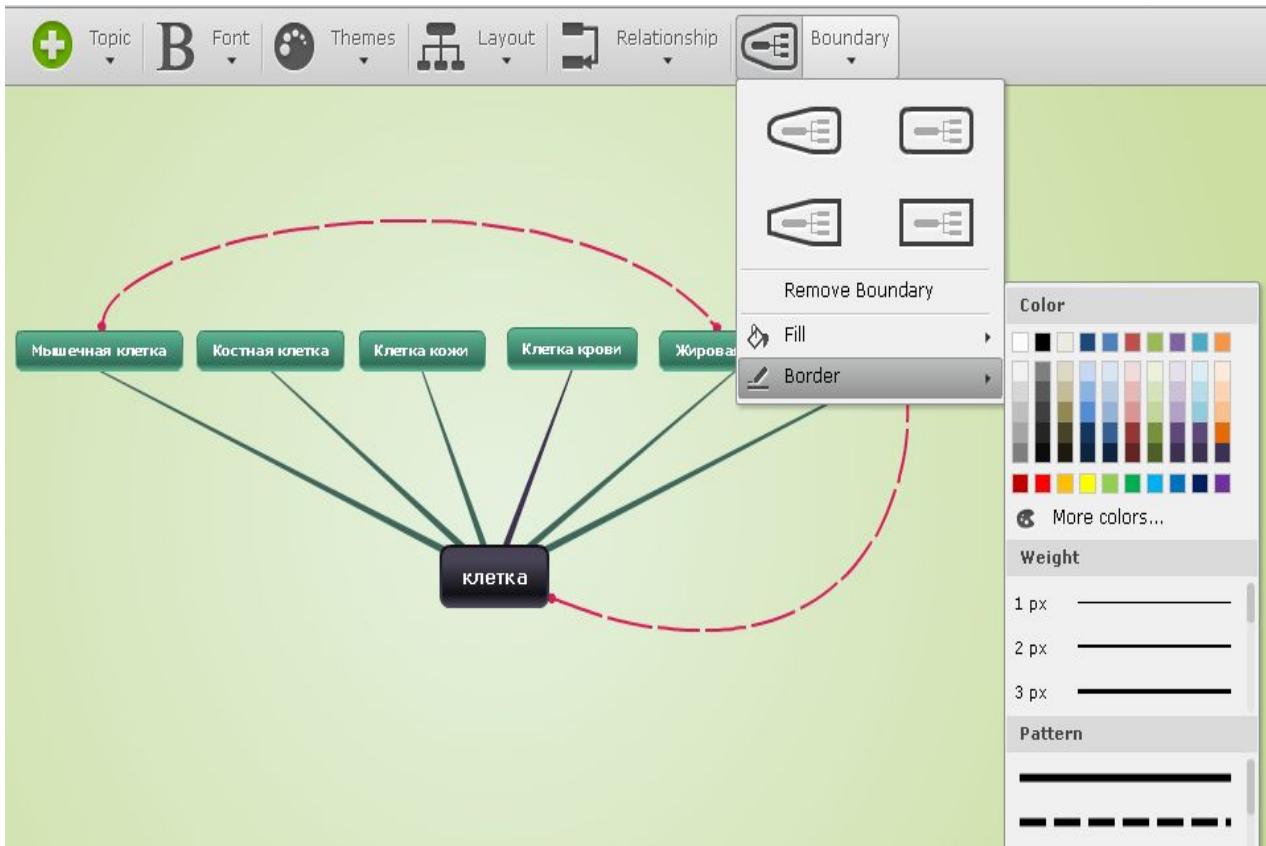 Topic
Font
Themes
Layout
Relationship
Boundary
Remove Boundary
Fill
Border
Color
More colors...
Weight
1 px
2 px
3 px
Pattern
Мышечная клетка
Костная клетка
Клетка кожи
Клетка крови
клетка